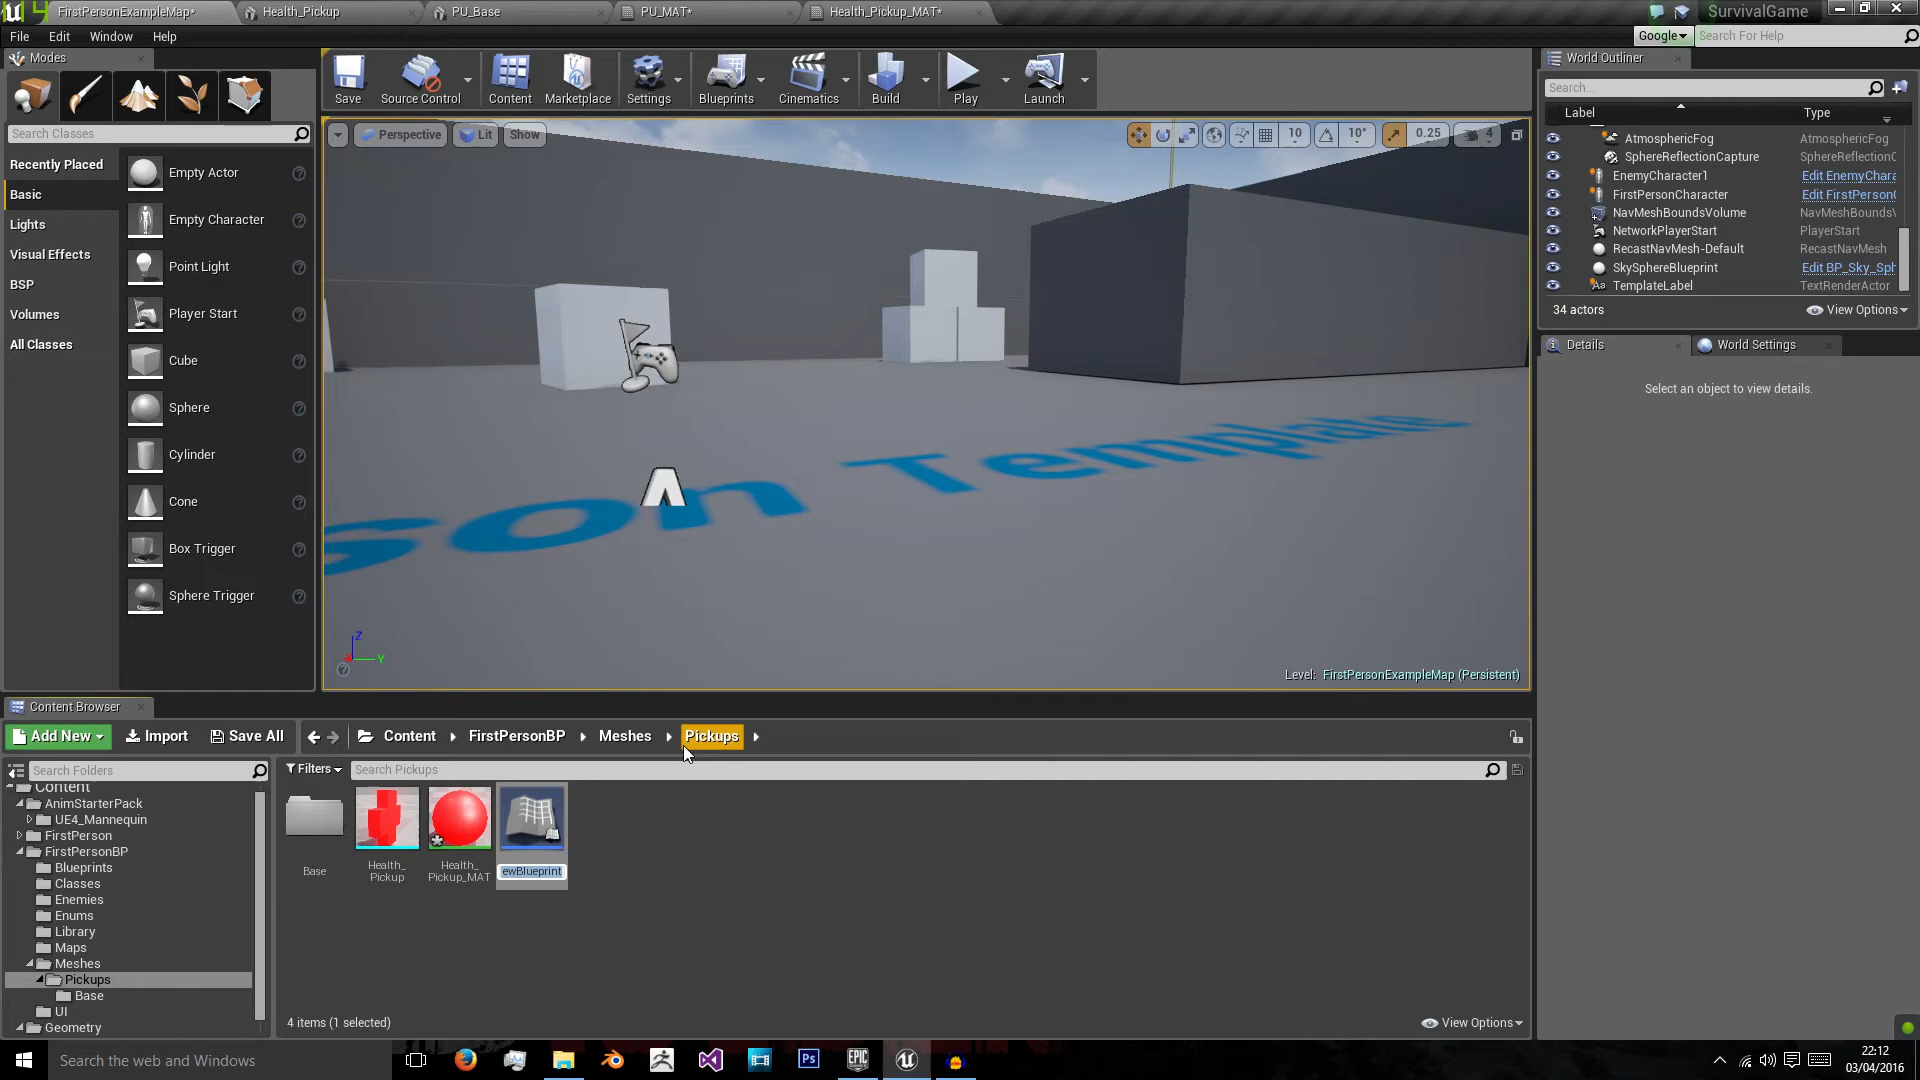 FirstPersonExampleMap*
Health_Pickup
PU_Base
PU_MAT*
Health_Pickup_MAT*
SurvivalGame
File
Edit
Window
Help
Google
Search For Help
Modes
Search Classes
Recently Placed
Basic
Lights
Visual Effects
BSP
Volumes
All Classes
Empty Actor
Empty Character
Point Light
Player Start
Cube
Sphere
Cylinder
Cone
Box Trigger
Sphere Trigger
Save
Source Control
Content
Marketplace
Settings
Blueprints
Cinematics
Build
Play
Launch
Perspective
Lit
Show
10
10°
0.25
4
son Template
Z
Y
Level: FirstPersonExampleMap (Persistent)
World Outliner
Search...
Label
Type
AtmosphericFog
AtmosphericFog
SphereReflectionCapture
SphereReflectionC
EnemyCharacter1
Edit EnemyChara
FirstPersonCharacter
Edit FirstPerson
NavMeshBoundsVolume
NavMeshBoundsV
NetworkPlayerStart
PlayerStart
RecastNavMesh-Default
RecastNavMesh
SkySphereBlueprint
Edit BP_Sky_Sph
TemplateLabel
TextRenderActor
34 actors
View Options
Details
World Settings
Select an object to view details.
Content Browser
Add New
Import
Save All
Content
FirstPersonBP
Meshes
Pickups
Search Folders
Filters
Search Pickups
Content
AnimStarterPack
UE4_Mannequin
FirstPerson
FirstPersonBP
Blueprints
Classes
Enemies
Enums
Library
Maps
Meshes
Pickups
Base
UI
Geometry
Base
Health_
Pickup
Health_
Pickup_MAT
ewBlueprint
4 items (1 selected)
View Options
Search the web and Windows
Ps
EPIC
22:12
03/04/2016